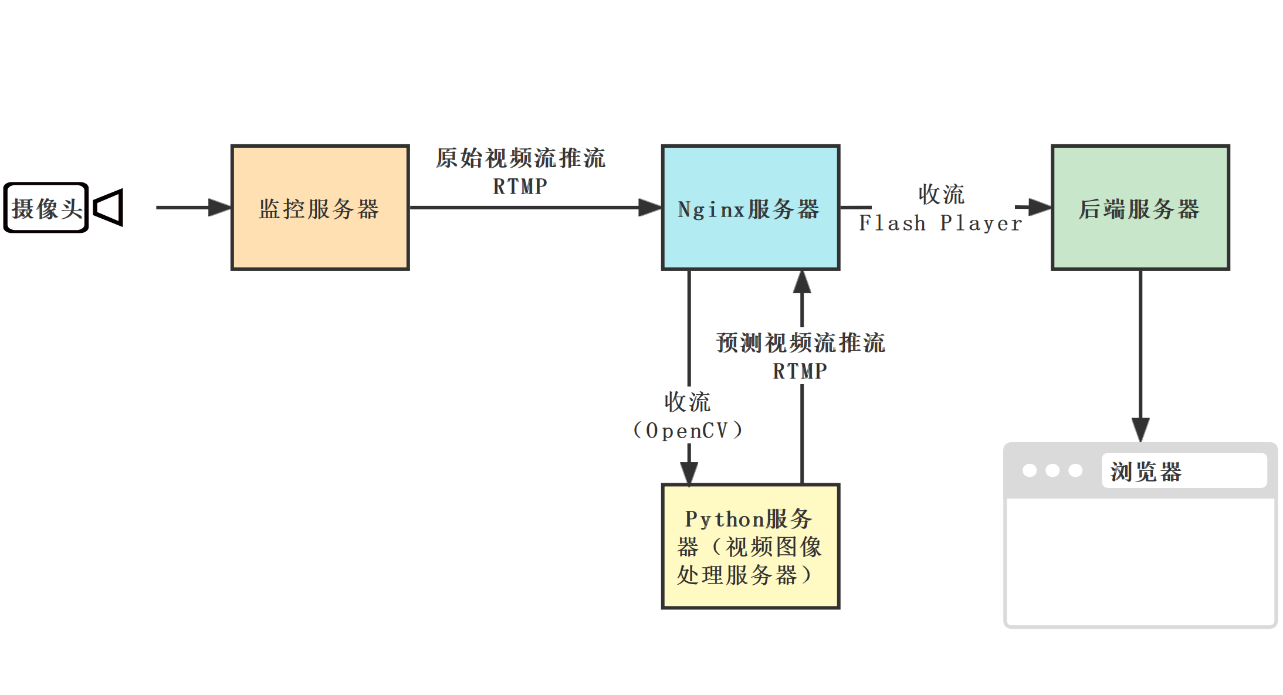 摄像头
监控服务器
原始视频流推流
RTMP
Nginx服务器
收流
Flash Player
后端服务器
预测视频流推流
RTMP
收流
（OpenCV）
Python服务
器（视频图像
处理服务器）
浏览器